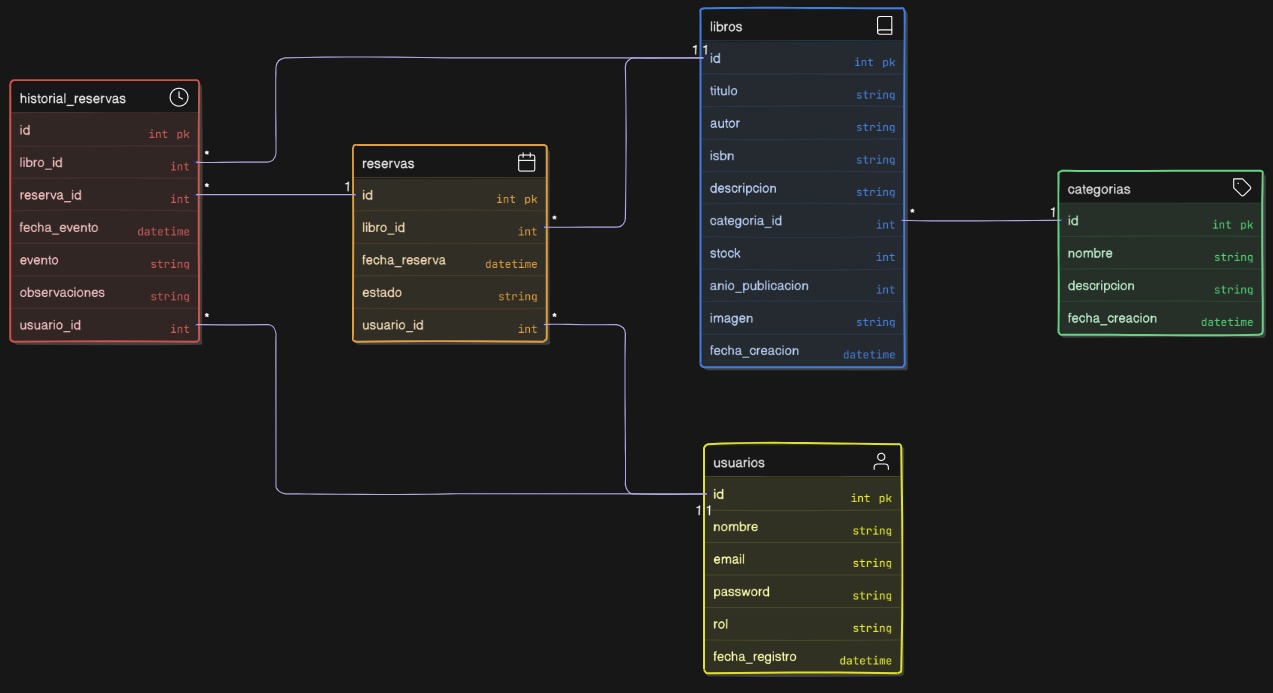 historial_reservas
id int pk
libro_id int
reserva_id int
fecha_evento datetime
evento string
observaciones string
usuario_id int
*
*
*
1
reservas
id int pk
libro_id int
fecha_reserva datetime
estado string
usuario_id int
*
*
1 1
libros
id int pk
titulo string
autor string
isbn string
descripcion string
categoria_id int
stock int
anio_publicacion int
imagen string
fecha_creacion datetime
*
1
categorias
id int pk
nombre string
descripcion string
fecha_creacion datetime
usuarios
id int pk
1 1
nombre string
email string
password string
rol string
fecha_registro datetime